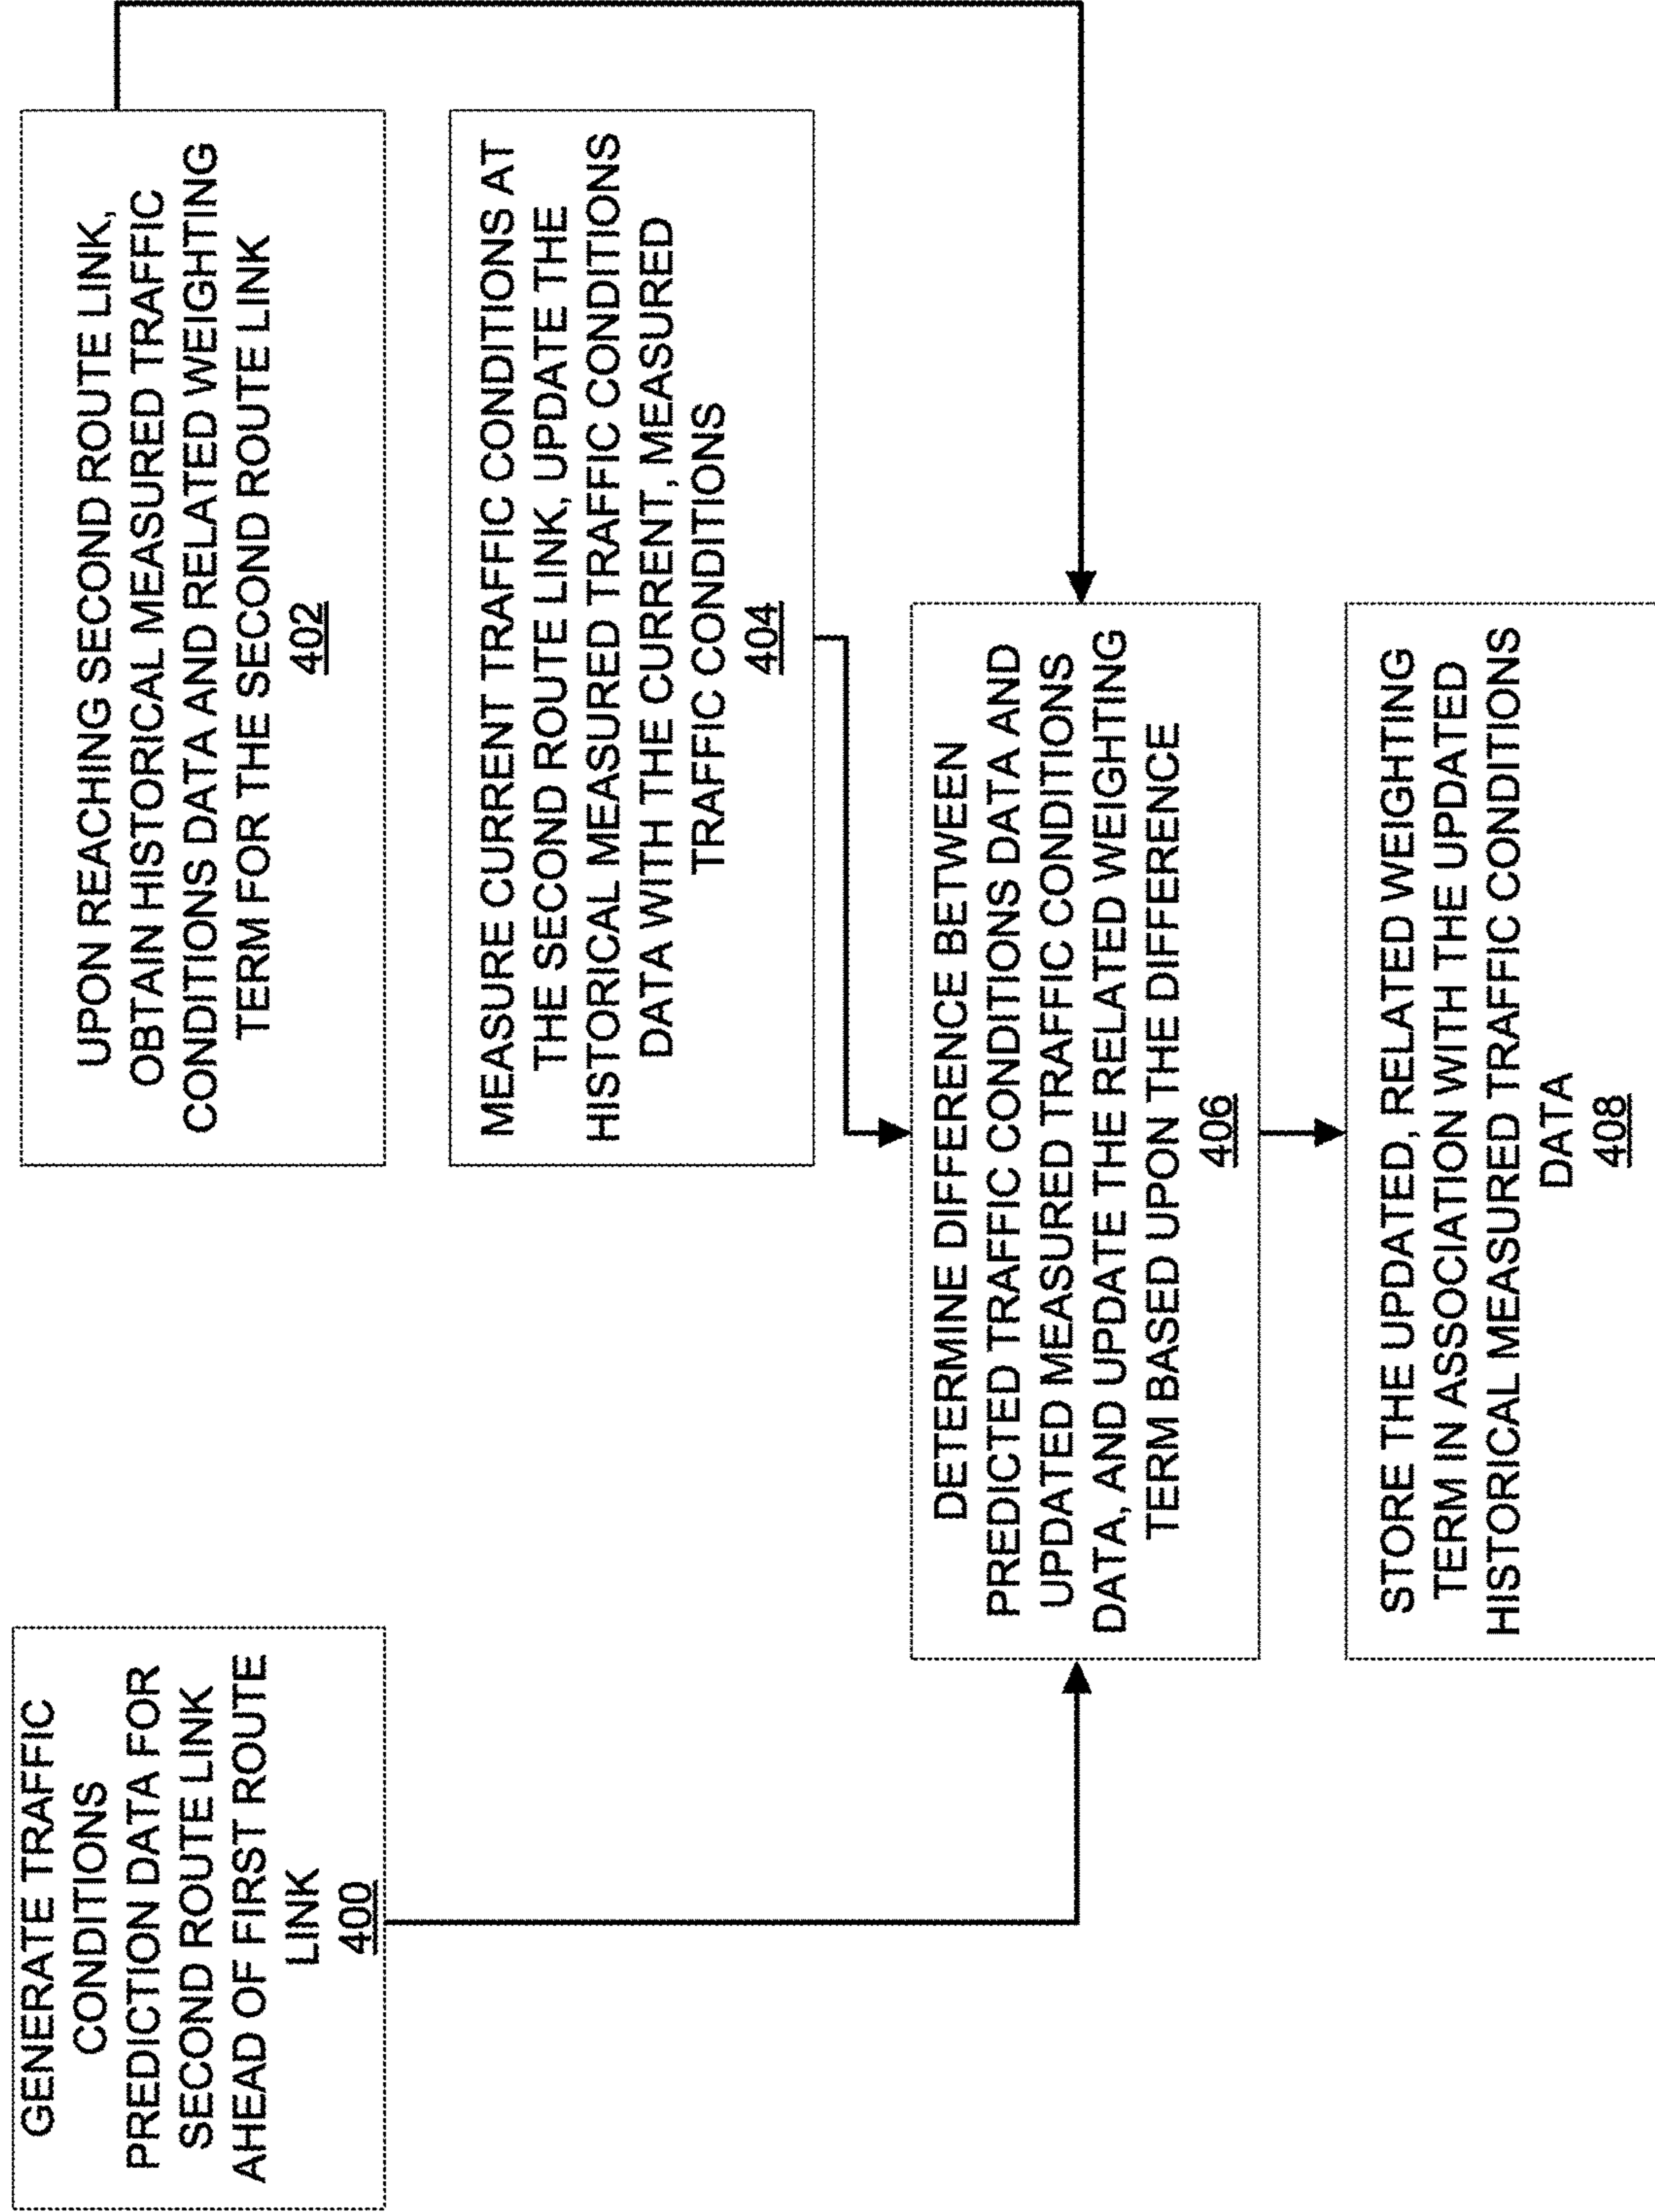 GENERATE TRAFFIC
CONDITIONS
PREDICTION DATA FOR
SECOND ROUTE LINK
AHEAD OF FIRST ROUTE
LINK
400
UPON REACHING SECOND ROUTE LINK,
OBTAIN HISTORICAL MEASURED TRAFFIC
CONDITIONS DATA AND RELATED WEIGHTING
TERM FOR THE SECOND ROUTE LINK
402
MEASURE CURRENT TRAFFIC CONDITIONS AT
THE SECOND ROUTE LINK, UPDATE THE
HISTORICAL MEASURED TRAFFIC CONDITIONS
DATA WITH THE CURRENT, MEASURED
TRAFFIC CONDITIONS
404
DETERMINE DIFFERENCE BETWEEN
PREDICTED TRAFFIC CONDITIONS DATA AND
UPDATED MEASURED TRAFFIC CONDITIONS
DATA, AND UPDATE THE RELATED WEIGHTING
TERM BASED UPON THE DIFFERENCE
406
STORE THE UPDATED, RELATED WEIGHTING
TERM IN ASSOCIATION WITH THE UPDATED
HISTORICAL MEASURED TRAFFIC CONDITIONS
DATA
408